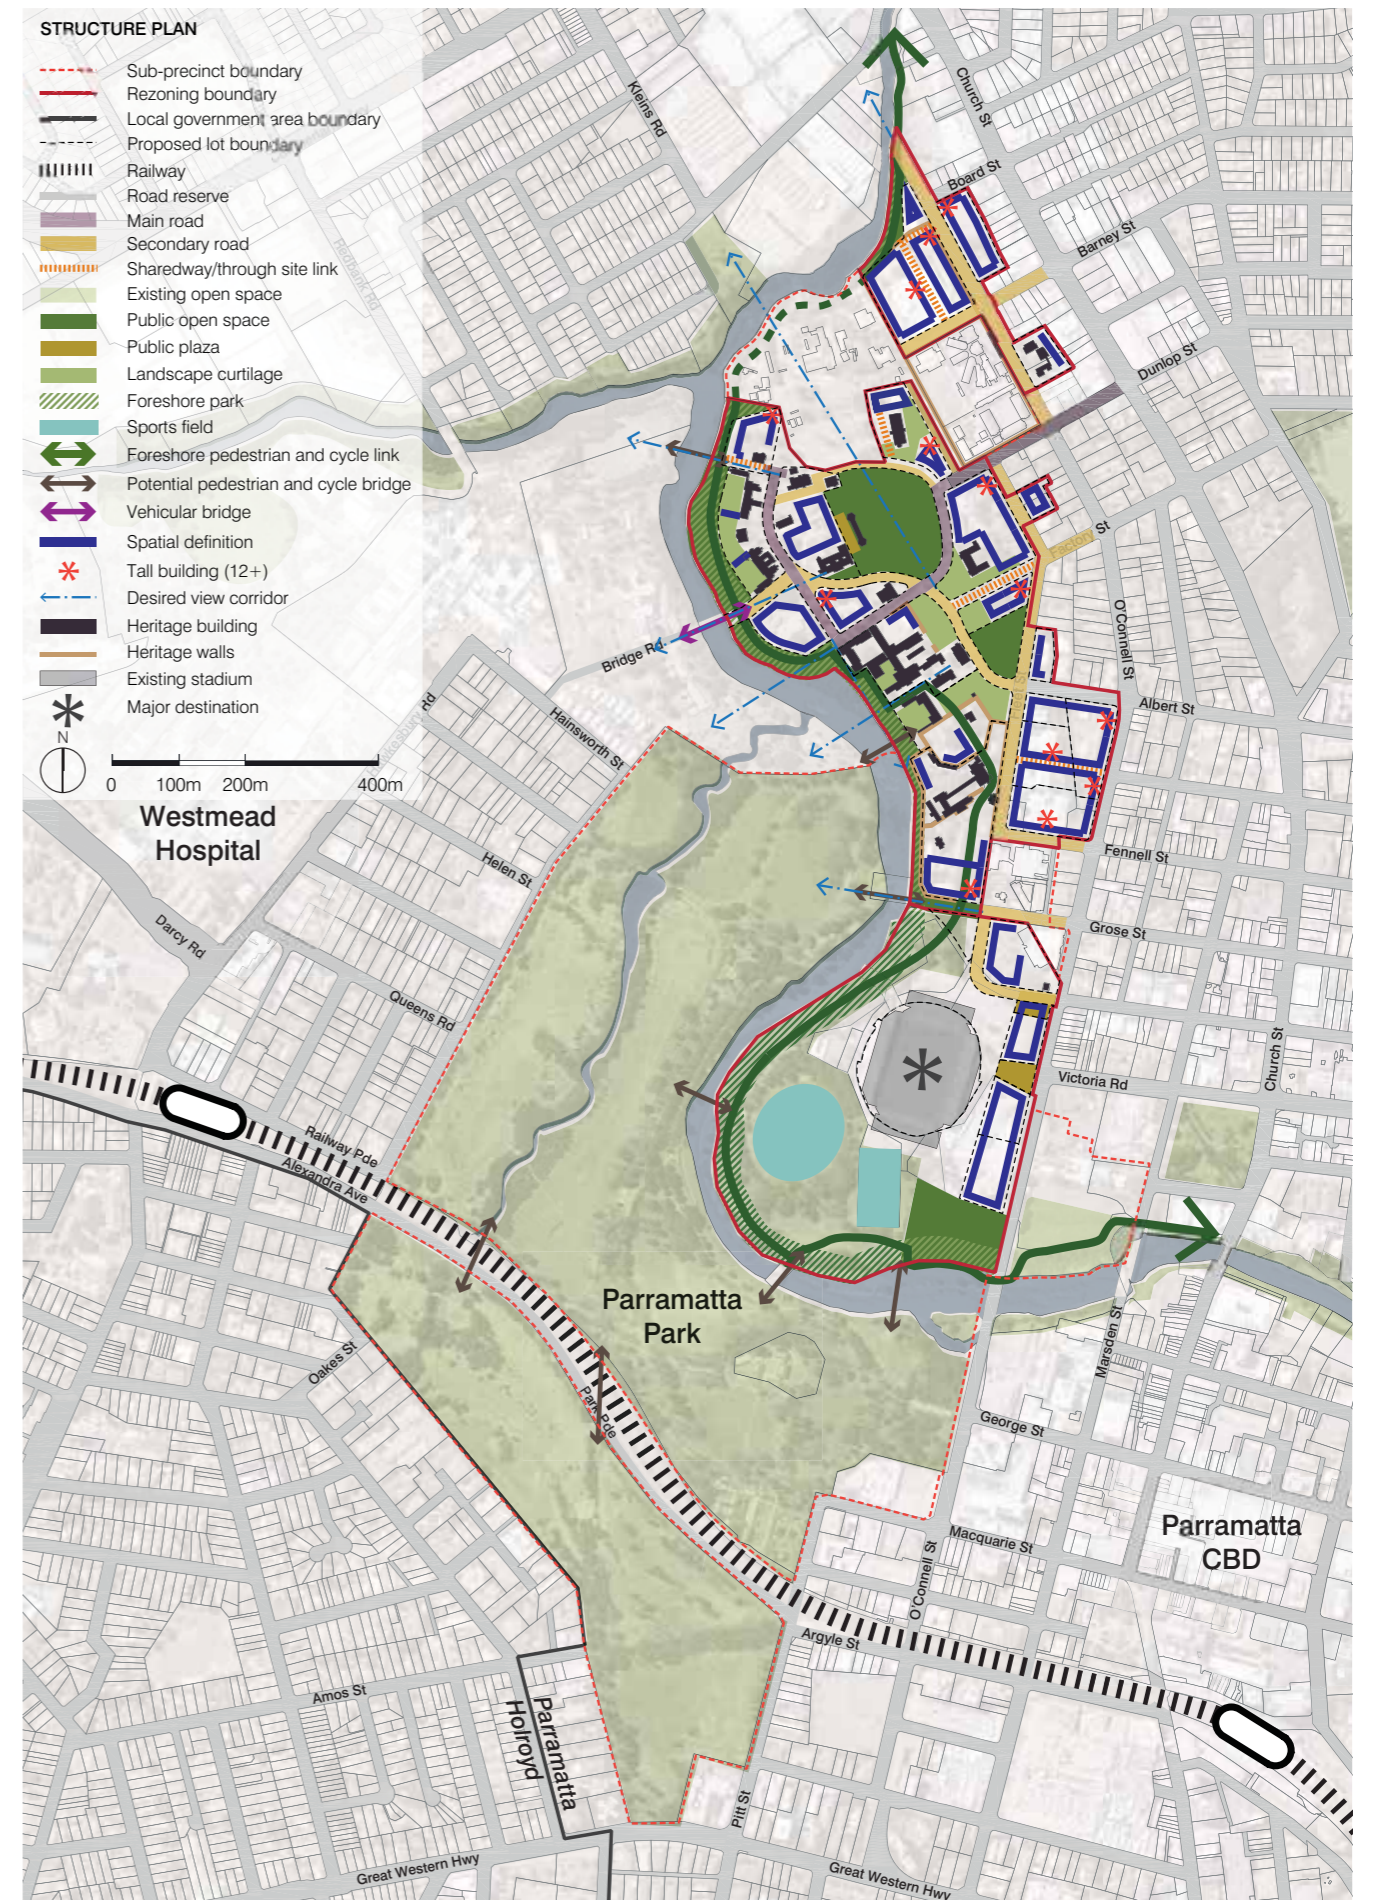 STRUCTURE PLAN
Sub-precinct boundary
Rezoning boundary
Local government area boundary
Proposed lot boundary
Railway
Road reserve
Main road
Secondary road
Sharedway/through site link
Existing open space
Public open space
Public plaza
Landscape curtilage
Foreshore park
Sports field
Foreshore pedestrian and cycle link
Potential pedestrian and cycle bridge
Vehicular bridge
Spatial definition
Tall building (12+)
Desired view corridor
Heritage building
Heritage walls
Existing stadium
Major destination
N
0 100m 200m 400m
Kleins Rd
Church St
Board St
Barney St
Redbank Rd
Dunlop St
Factory St
O'Connell St
Bridge Rd
Albert St
Hainsworth St
Rd
Westmead
Hospital
Helen St
Fennell St
Darcy Rd
Grose St
Queens Rd
Church St
Victoria Rd
Railway Pde
Alexandra Ave
Parramatta
Park
Marsden St
Oakes St
Park Pde
George St
Macquarie St
Parramatta
CBD
O'Connell St
Argyle St
Amos St
Parramatta
Holroyd
Pitt St
Great Western Hwy
Great Western Hwy